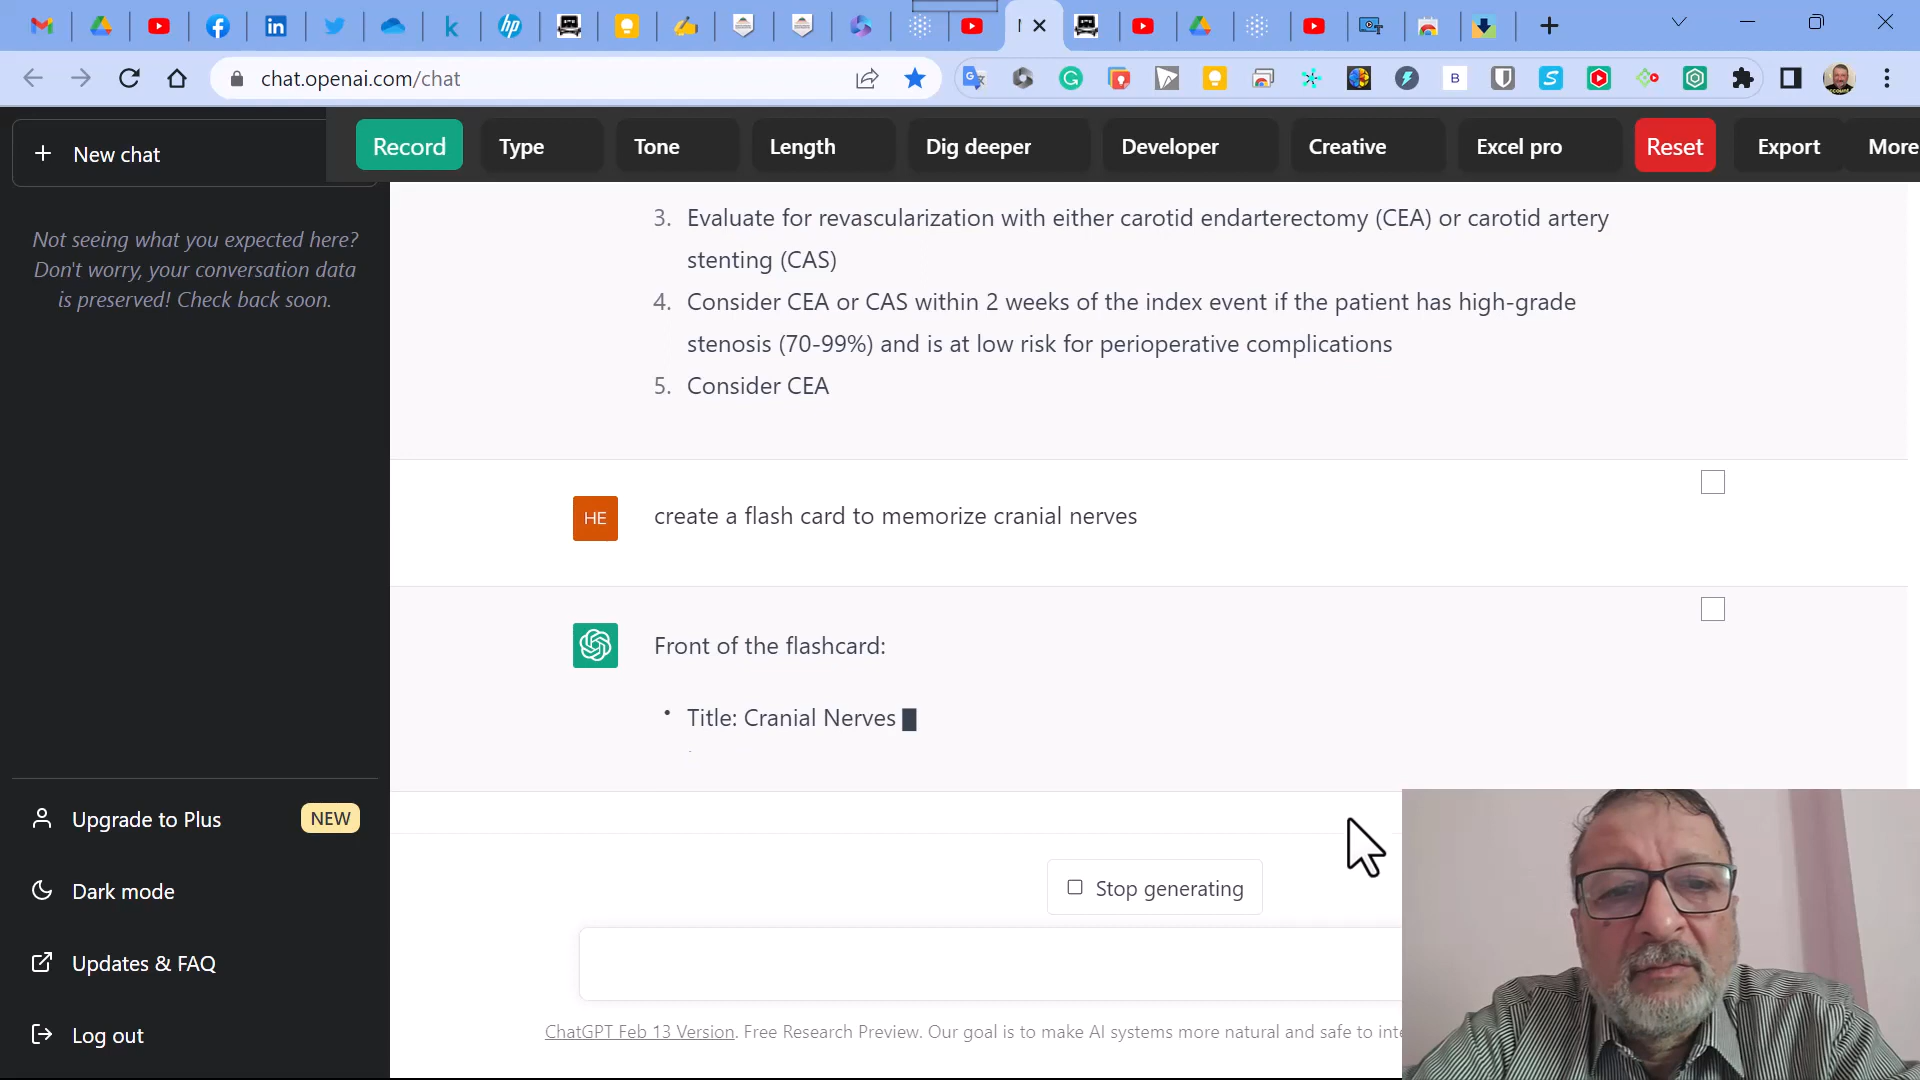 chat.openai.com/chat
New chat
Record
Type
Tone
Length
Dig deeper
Developer
Creative
Excel pro
Reset
Export
More
Not seeing what you expected here?
Don't worry, your conversation data
is preserved! Check back soon.
3. Evaluate for revascularization with either carotid endarterectomy (CEA) or carotid artery
stenting (CAS)
4. Consider CEA or CAS within 2 weeks of the index event if the patient has high-grade
stenosis (70-99%) and is at low risk for perioperative complications
5. Consider CEA
HE
create a flash card to memorize cranial nerves
Front of the flashcard:
• Title: Cranial Nerves
Upgrade to Plus
NEW
Dark mode
Updates & FAQ
Log out
Stop generating
ChatGPT Feb 13 Version. Free Research Preview. Our goal is to make AI systems more natural and safe to inte